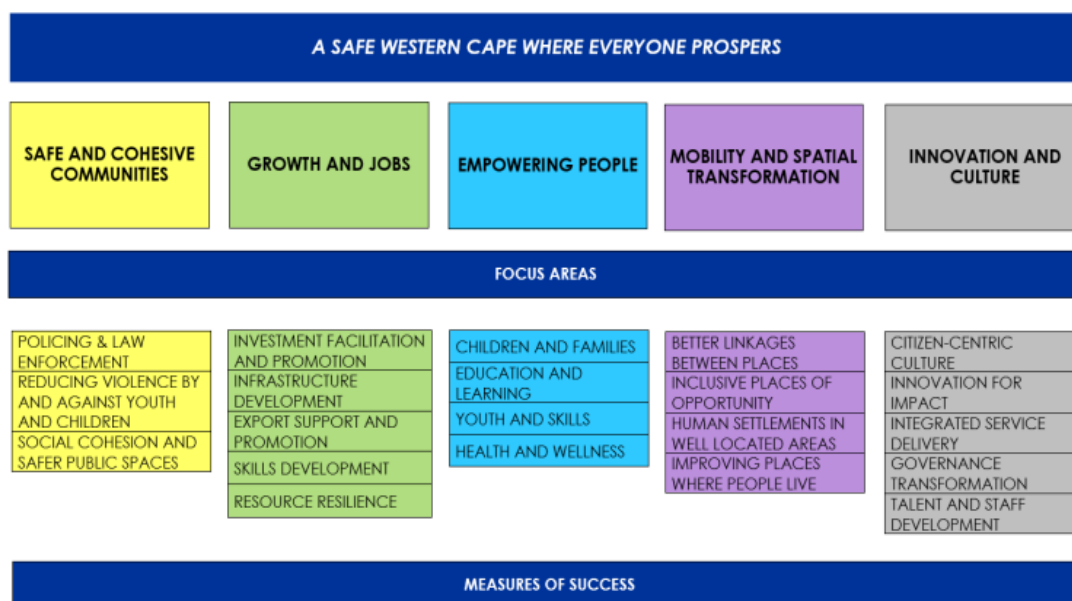 A SAFE WESTERN CAPE WHERE EVERYONE PROSPERS
SAFE AND COHESIVE
COMMUNITIES
GROWTH AND JOBS
EMPOWERING PEOPLE
MOBILITY AND SPATIAL
TRANSFORMATION
INNOVATION AND
CULTURE
FOCUS AREAS
POLICING & LAW
ENFORCEMENT
REDUCING VIOLENCE BY
AND AGAINST YOUTH
AND CHILDREN
SOCIAL COHESION AND
SAFER PUBLIC SPACES
INVESTMENT FACILITATION
AND PROMOTION
INFRASTRUCTURE
DEVELOPMENT
EXPORT SUPPORT AND
PROMOTION
SKILLS DEVELOPMENT
RESOURCE RESILIENCE
CHILDREN AND FAMILIES
EDUCATION AND
LEARNING
YOUTH AND SKILLS
HEALTH AND WELLNESS
BETTER LINKAGES
BETWEEN PLACES
INCLUSIVE PLACES OF
OPPORTUNITY
HUMAN SETTLEMENTS IN
WELL LOCATED AREAS
IMPROVING PLACES
WHERE PEOPLE LIVE
CITIZEN-CENTRIC
CULTURE
INNOVATION FOR
IMPACT
INTEGRATED SERVICE
DELIVERY
GOVERNANCE
TRANSFORMATION
TALENT AND STAFF
DEVELOPMENT
MEASURES OF SUCCESS